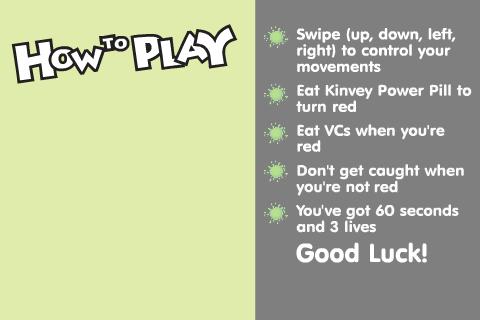 How To Play
Swipe (up, down, left,
right) to control your
movements
Eat Kinvey Power Pill to
turn red
Eat VCs when you're
red
Don't get caught when
you're not red
You've got 60 seconds
and 3 lives
Good Luck!